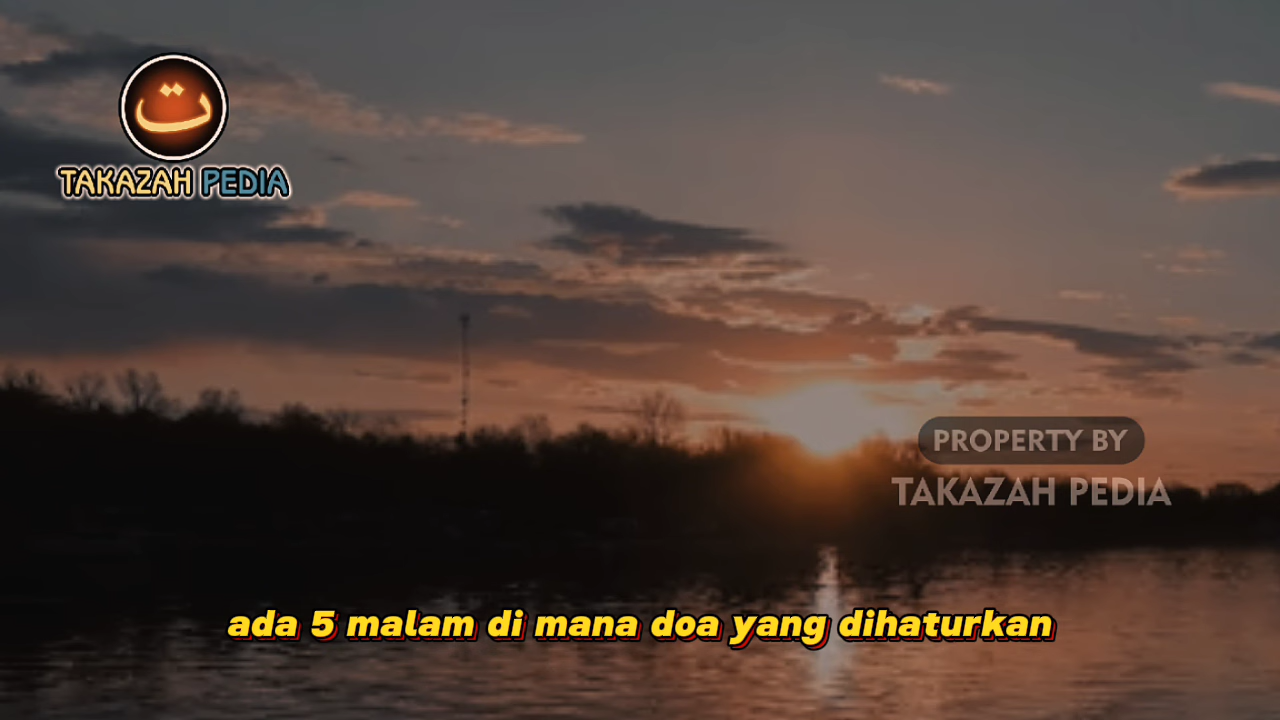 ت
TAKAZAH PEDIA
PROPERTY BY
TAKAZAH PEDIA
ada 5 malam di mana doa yang dihaturkan